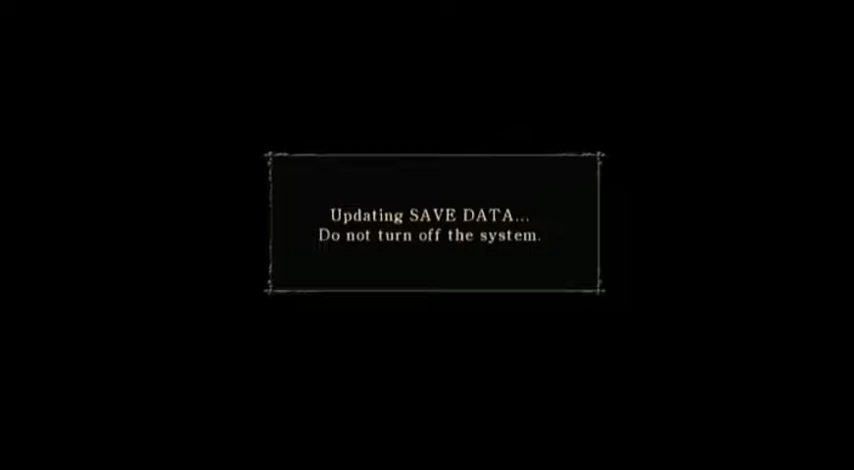 Updating SAVE DATA...
Do not turn off the system.